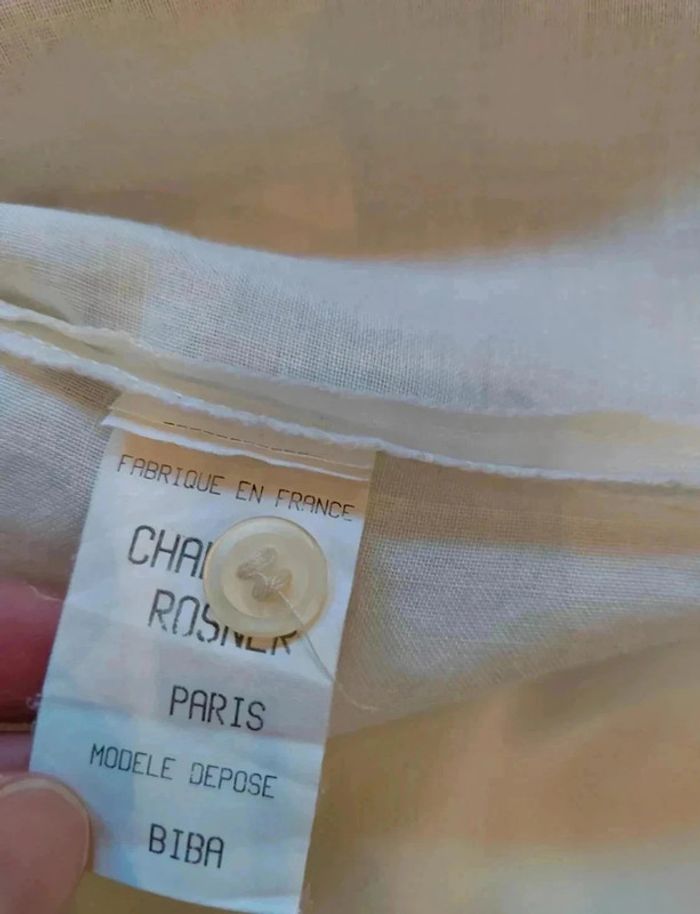 FABRIQUE EN FRANCE
ROSNER
PARIS
MODELE DEPOSE
BIBA